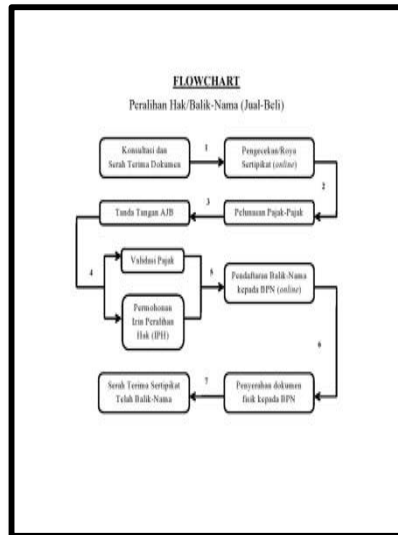 FLOWCHART
Peralihan Hak/Balik-Nama (Jual-Beli)
Konsultasi dan
Serah Terima Dokumen
1
Pengecekan/Roya
Sertipikat (online)
2
Tanda Tangan AJB
3
Pelunasan Pajak-Pajak
4
Validasi Pajak
Permohonan
Izin Peralihan
Hak (IPH)
5
Pendaftaran Balik-Nama
kepada BPN (online)
6
Serah Terima Sertipikat
Telah Balik-Nama
7
Penyerahan dokumen
fisik kepada BPN